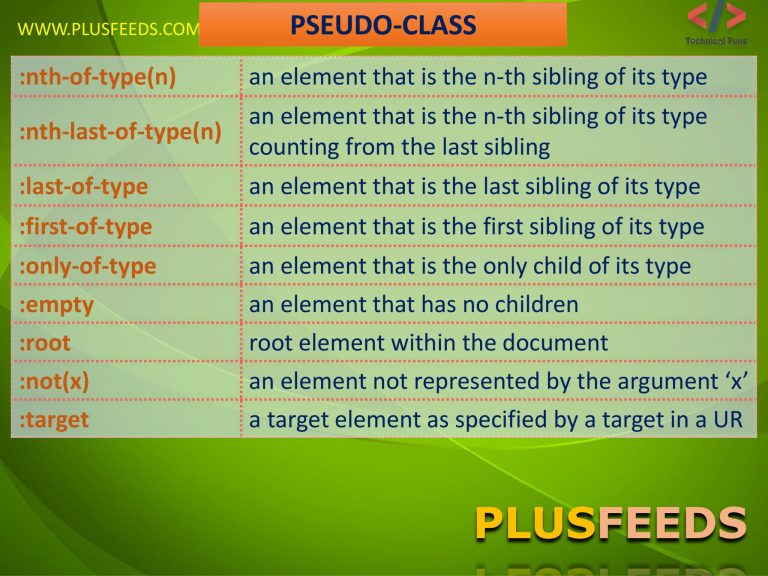 WWW.PLUSFEEDS.COM
PSEUDO-CLASS
</>
Technical Funs
:nth-of-type(n) an element that is the n-th sibling of its type
:nth-last-of-type(n) an element that is the n-th sibling of its type
counting from the last sibling
:last-of-type an element that is the last sibling of its type
:first-of-type an element that is the first sibling of its type
:only-of-type an element that is the only child of its type
:empty an element that has no children
:root root element within the document
:not(x) an element not represented by the argument ‘x’
:target a target element as specified by a target in a UR
PLUSFEEDS